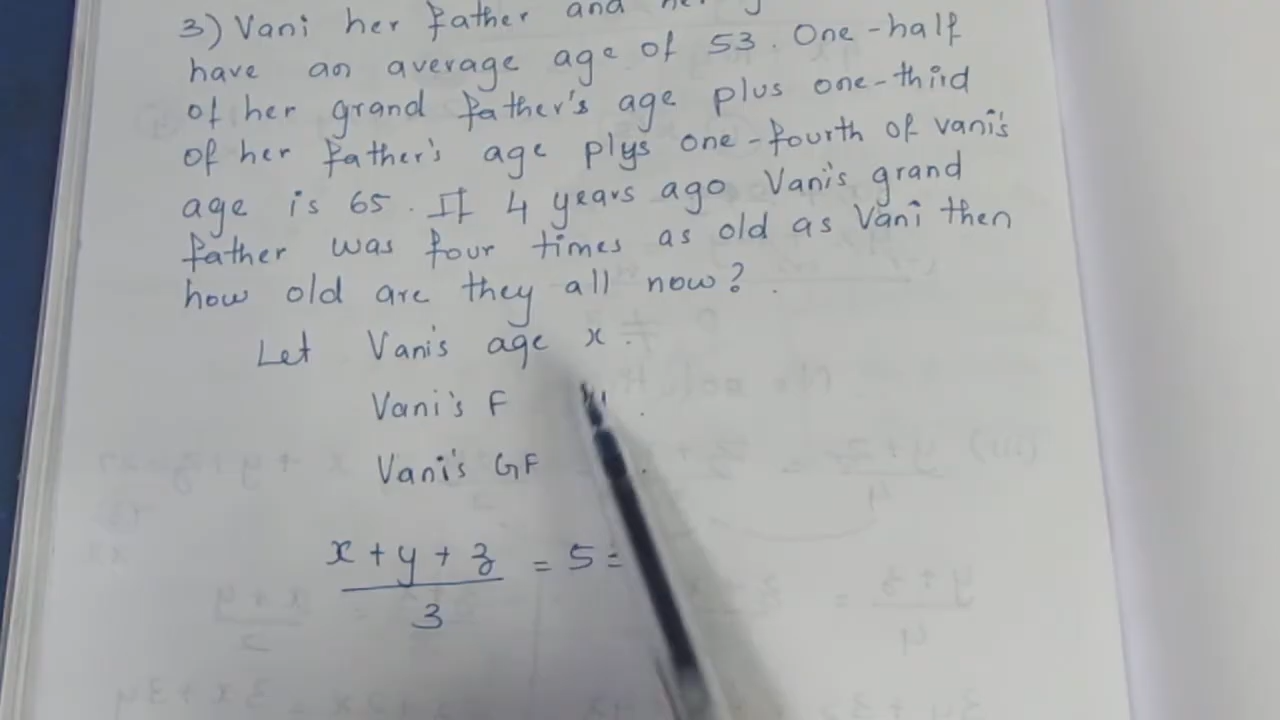 3) Vani her father and her
have an average age of 53. One-half
of her grand father's age plus one-third
of her father's age plys one-fourth of vani's
age is 65. If 4 years ago Vani's grand
father was four times as old as Vani then
how old are they all now?
Let Vani's age x.
Vani's F y.
Vani's GF
x + y + z / 3 = 5